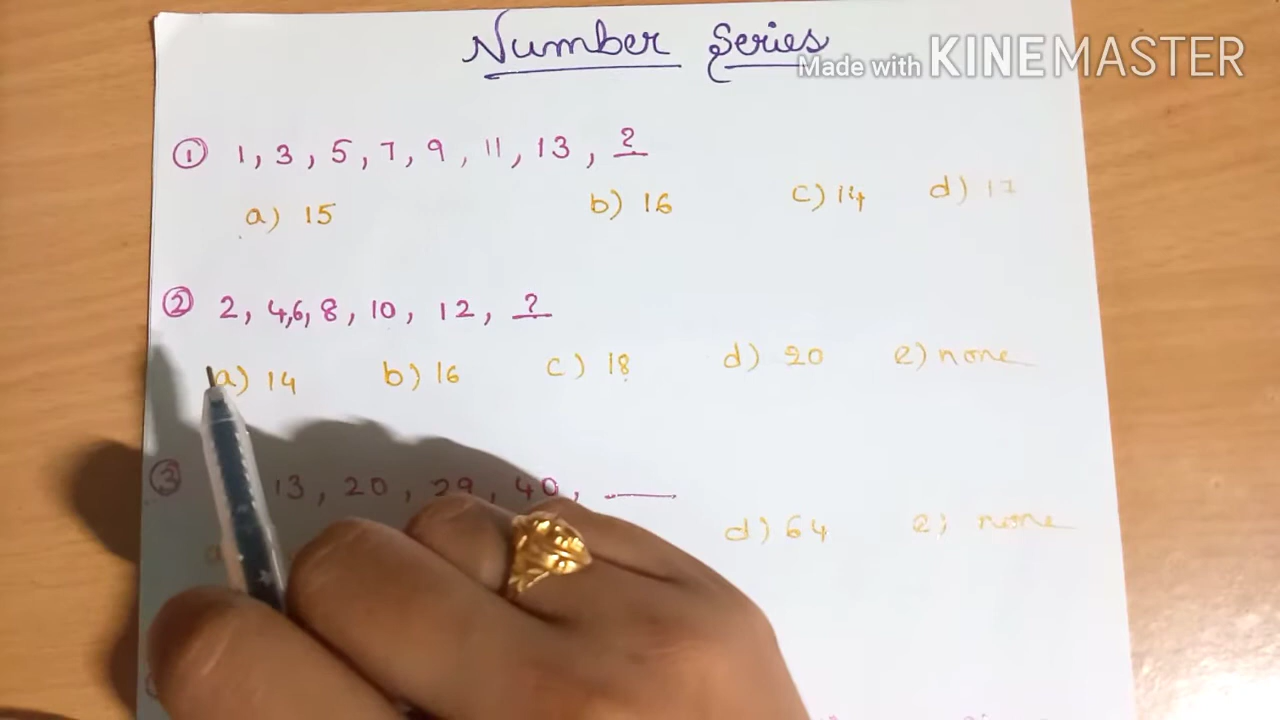 Number Series
Made with KINEMASTER
① 1, 3, 5, 7, 9, 11, 13, ?
a) 15 b) 16 c) 14 d) 17
② 2, 4, 6, 8, 10, 12, ?
a) 14 b) 16 c) 18 d) 20 e) none
③ 13, 20, 29, 40, ___
d) 64 e) none